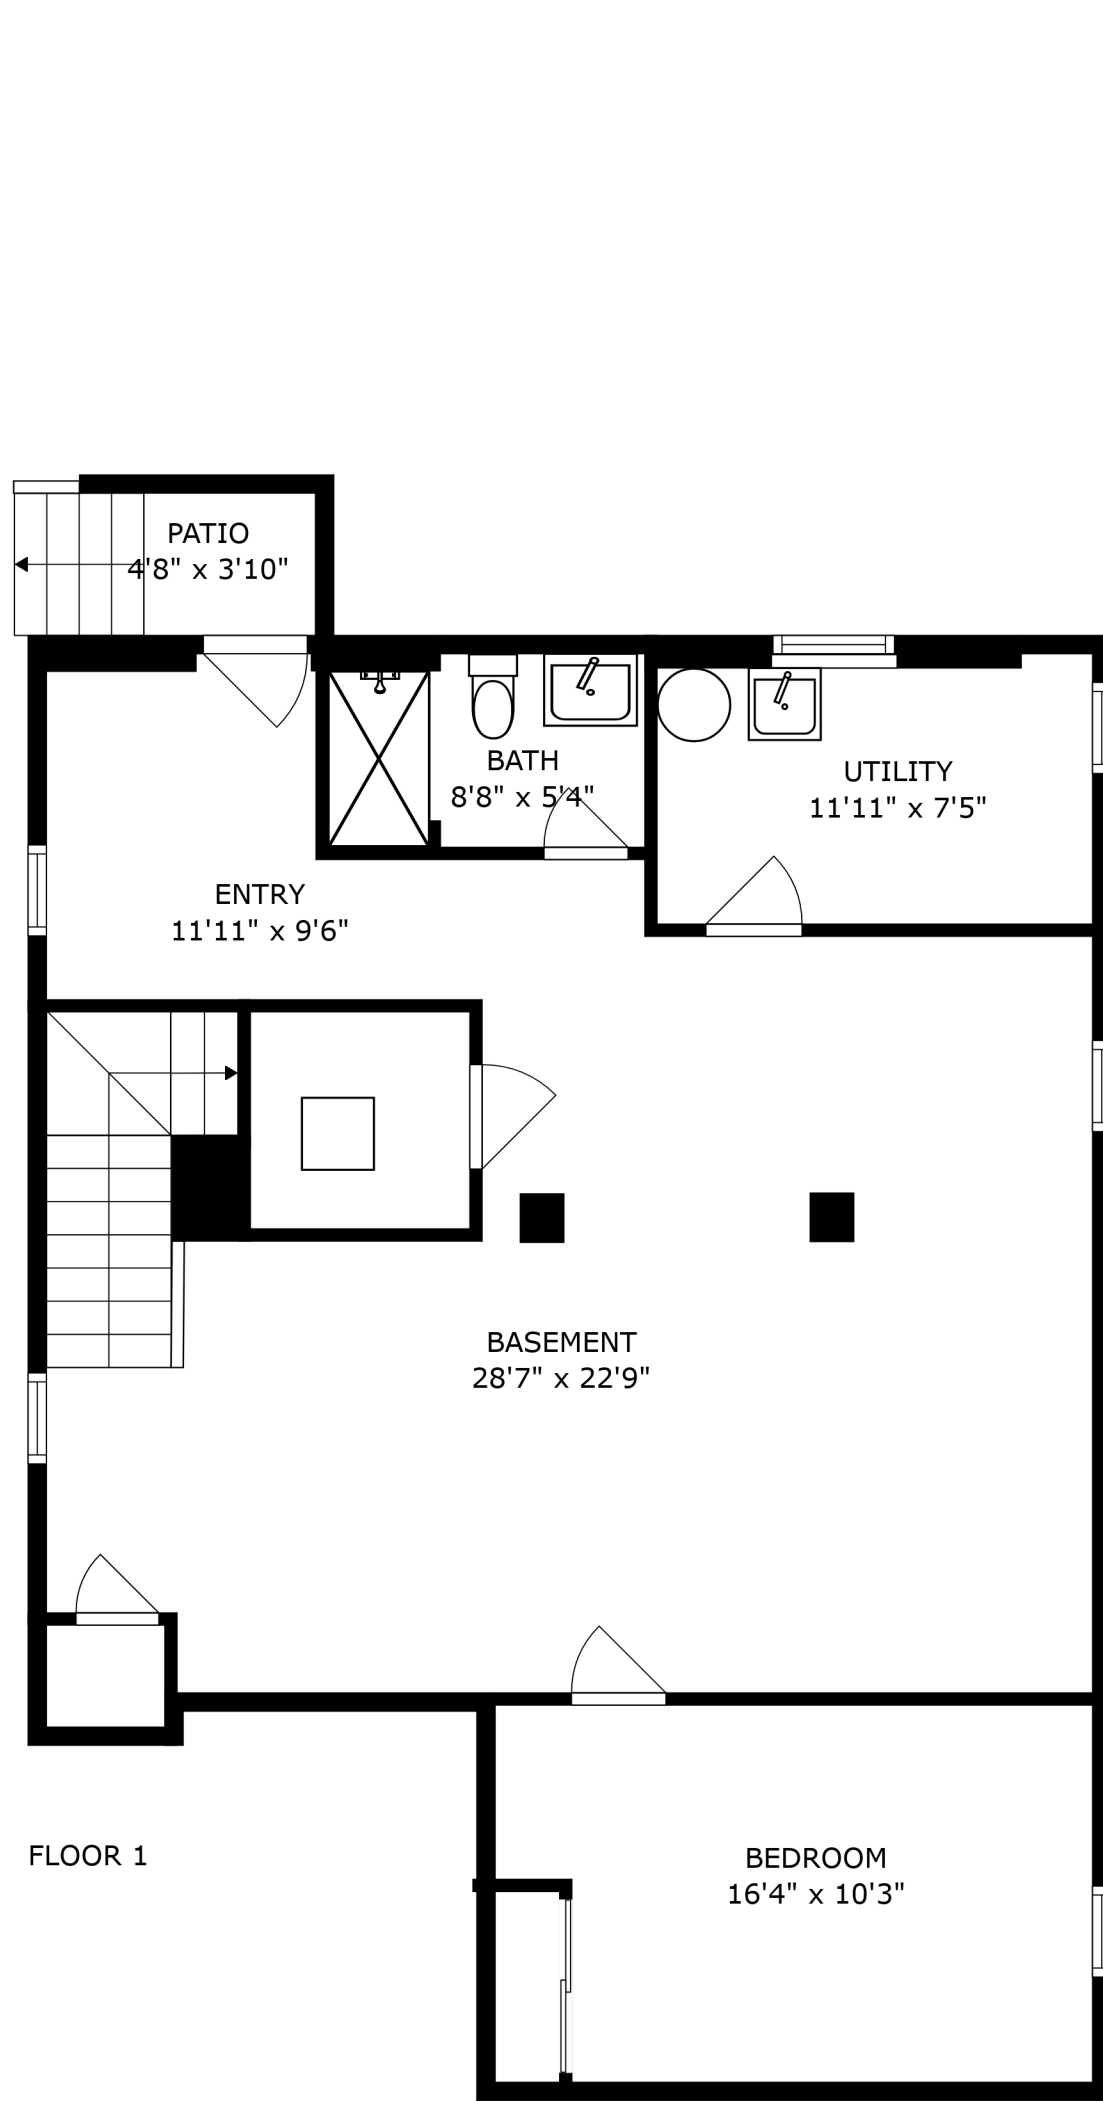 PATIO
4'8" x 3'10"
BATH
8'8" x 5'4"
UTILITY
11'11" x 7'5"
ENTRY
11'11" x 9'6"
BASEMENT
28'7" x 22'9"
FLOOR 1
BEDROOM
16'4" x 10'3"